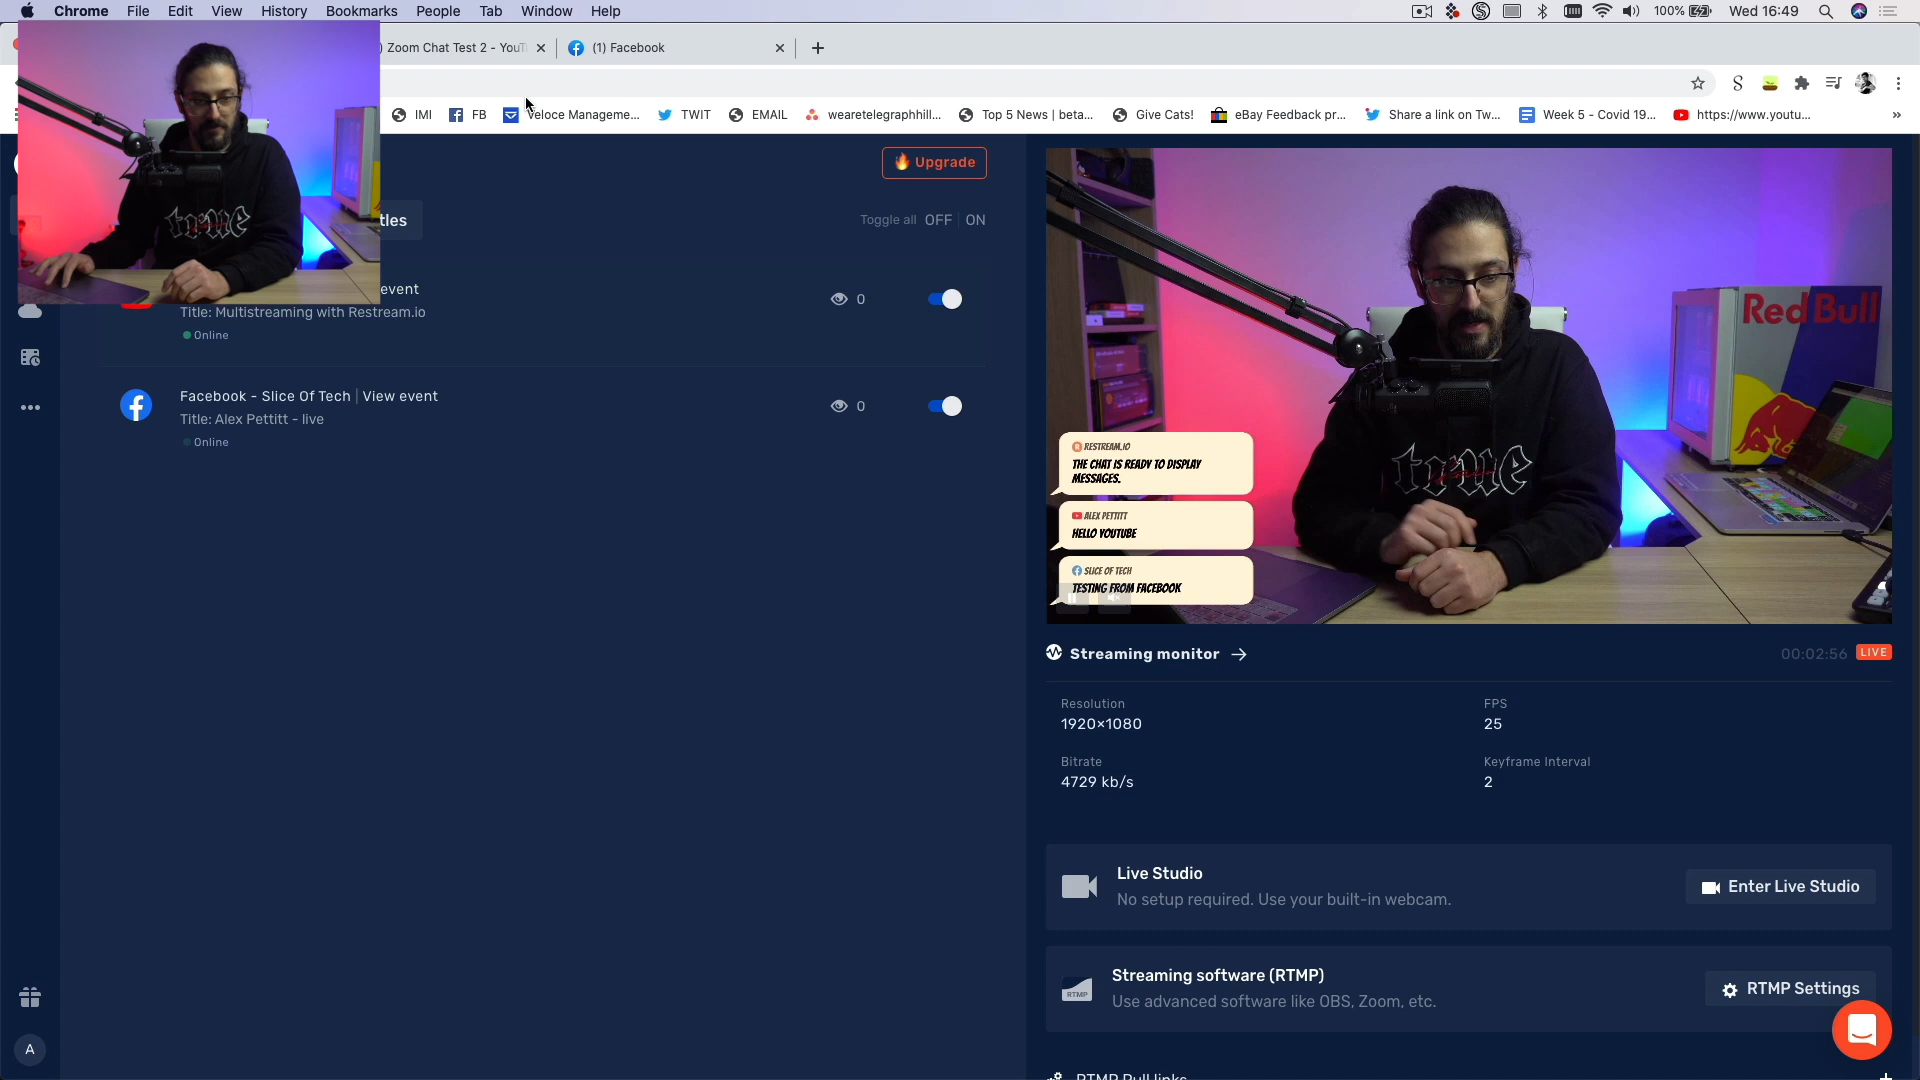 Chrome File Edit View History Bookmarks People Tab Window Help 100% Wed 16:49
) Zoom Chat Test 2 - YouT
(1) Facebook
IMI FB Veloce Manageme... TWIT EMAIL wearetelegraphhill... Top 5 News | beta... Give Cats! eBay Feedback pr... Share a link on Tw... Week 5 - Covid 19... https://www.youtu... »
Upgrade
tles
Toggle all OFF ON
event
0
Title: Multistreaming with Restream.io
Online
Facebook - Slice Of Tech | View event
0
Title: Alex Pettitt - live
Online
A
true
Red Bull
true
RESTREAM.IO
THE CHAT IS READY TO DISPLAY
MESSAGES.
ALEX PETTITT
HELLO YOUTUBE
SLICE OF TECH
TESTING FROM FACEBOOK
Streaming monitor →
00:02:56 LIVE
Resolution
1920×1080
FPS
25
Bitrate
4729 kb/s
Keyframe Interval
2
Live Studio
No setup required. Use your built-in webcam.
Enter Live Studio
Streaming software (RTMP)
RTMP
Use advanced software like OBS, Zoom, etc.
RTMP Settings
RTMP Pull links